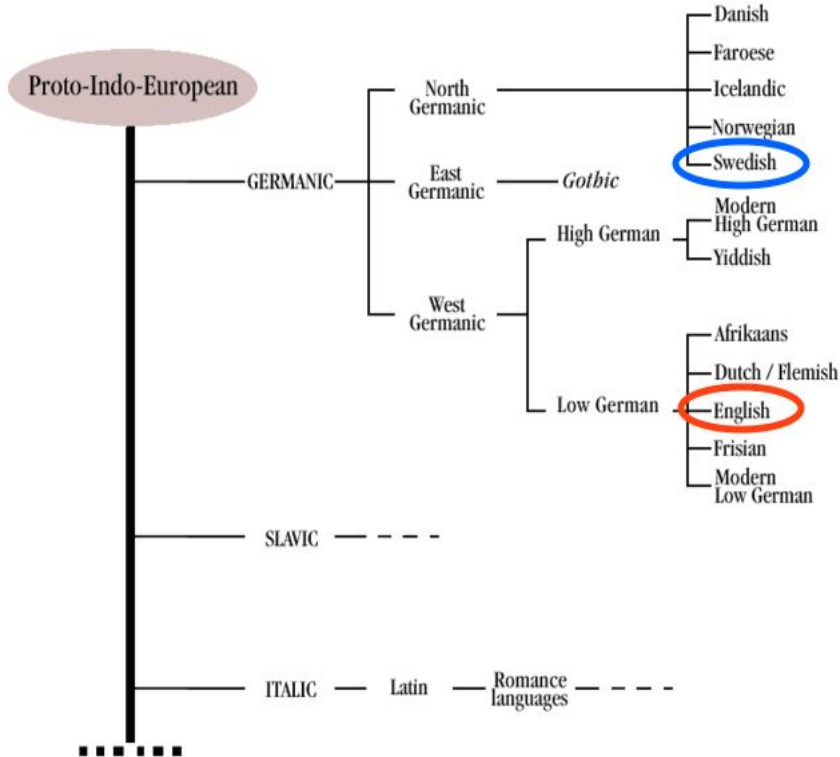 Danish
Faroese
Proto-Indo-European
North
Germanic
Icelandic
Norwegian
Swedish
GERMANIC
East
Germanic
Gothic
Modern
High German
High German
Yiddish
West
Germanic
Afrikaans
Dutch / Flemish
Low German
English
Frisian
Modern
Low German
SLAVIC
ITALIC
Latin
Romance
languages